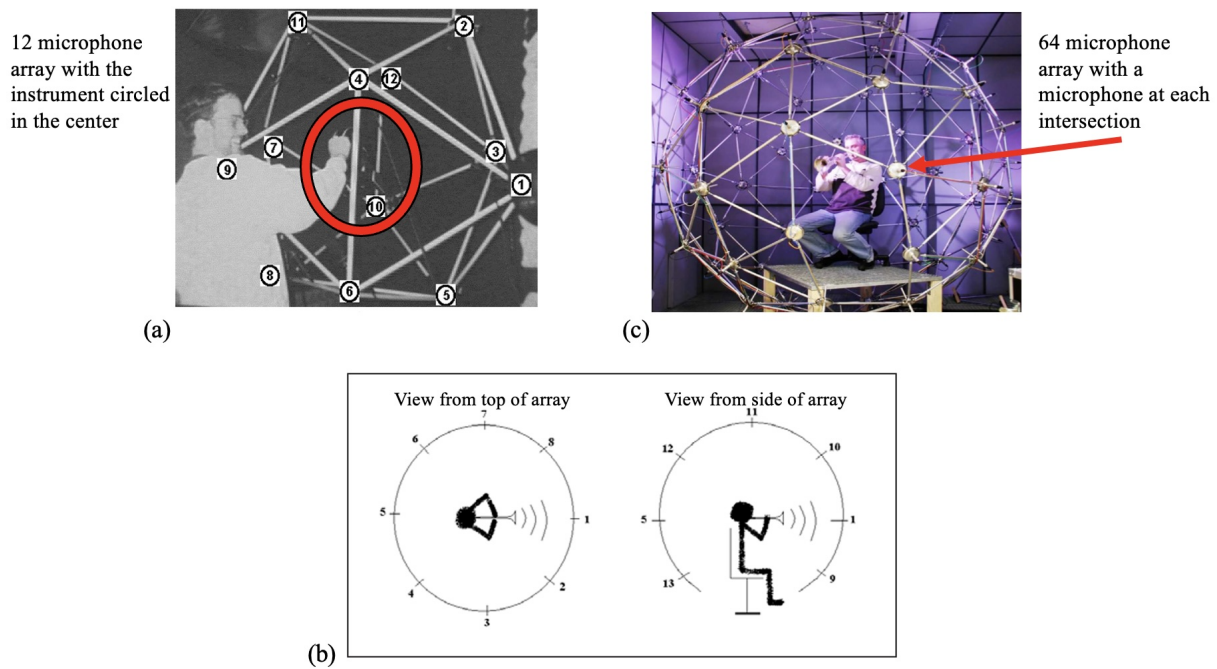 12 microphone
array with the
instrument circled
in the center
11
2
4
12
7
3
9
1
10
8
6
5
(a)
64 microphone
array with a
microphone at each
intersection
(c)
View from top of array
7
6
8
5
1
4
2
3
View from side of array
11
12
10
5
1
13
9
(b)